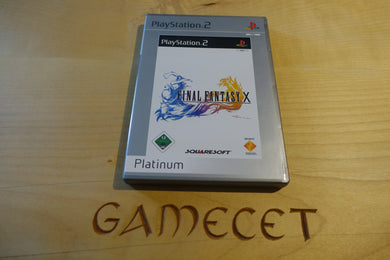 PlayStation 2
PlayStation 2
FINAL FANTASY X
SQUARESOFT
Platinum
GAMECET